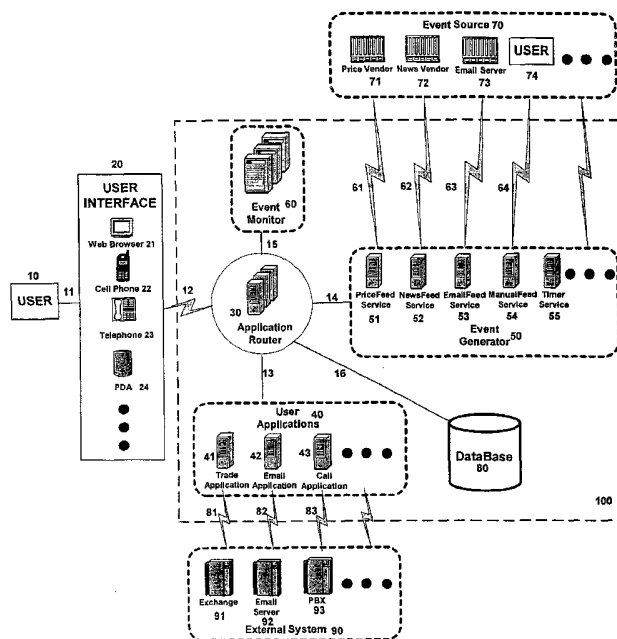 Event Source 70
Price Vendor News Vendor Email Server USER
71 72 73 74
20
USER
INTERFACE
Web Browser 21
Cell Phone 22
Telephone 23
PDA 24
10
USER
11
12
60
Event
Monitor
15
30
Application
Router
14
13
16
61 62 63 64
PriceFeed NewsFeed EmailFeed ManualFeed Timer
Service Service Service Service Service
51 52 53 54 55
Event
Generator 50
User
Applications 40
41 42 43
Trade Email Call
Application Application Application
DataBase
80
100
81 82 83
Exchange Email PBX
Server
91 92 93
External System 90